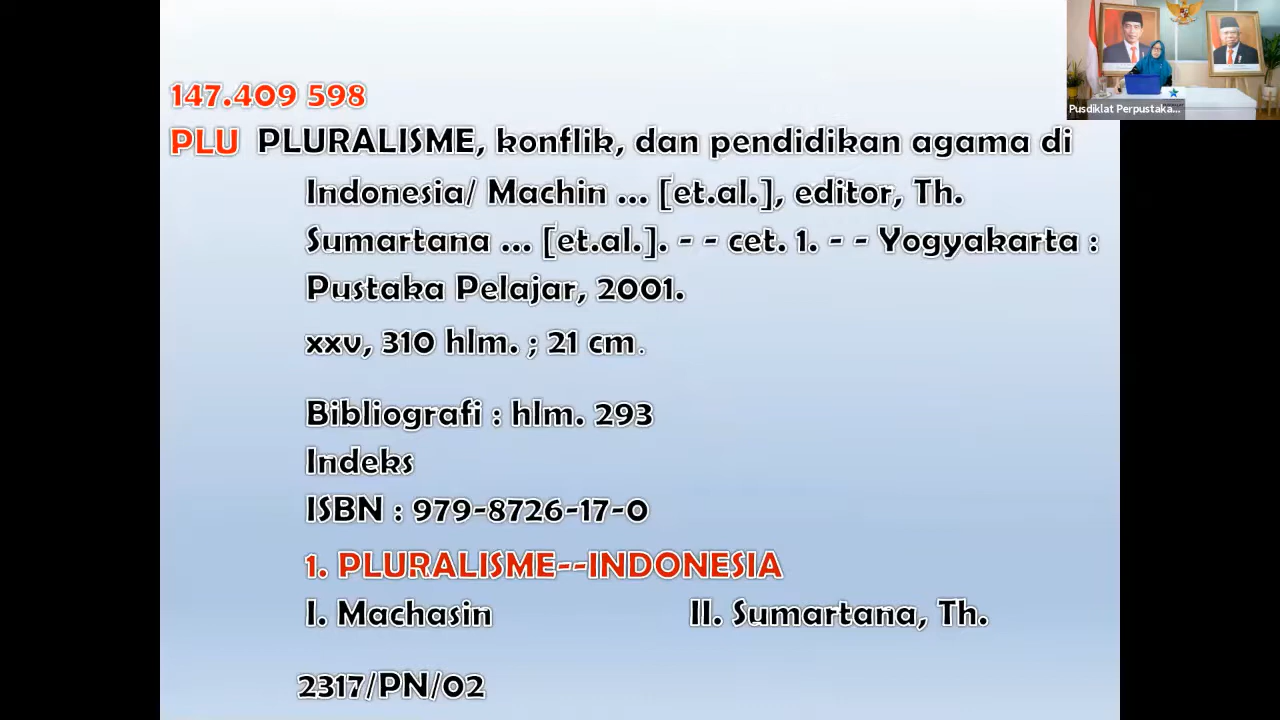 147.409 598
PLU PLURALISME, konflik, dan pendidikan agama di
Indonesia/ Machin ... [et.al.], editor, Th.
Sumartana ... [et.al.]. - - cet. 1. - - Yogyakarta :
Pustaka Pelajar, 2001.
xxv, 310 hlm. ; 21 cm.
Bibliografi : hlm. 293
Indeks
ISBN : 979-8726-17-0
1. PLURALISME--INDONESIA
I. Machasin II. Sumartana, Th.
2317/PN/02
Pusdiklat Perpustaka...